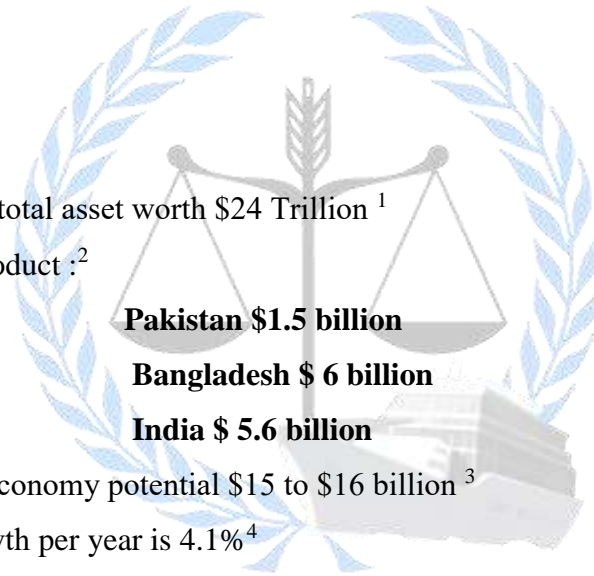 total asset worth $24 Trillion 1
oduct :2
Pakistan $1.5 billion
Bangladesh $ 6 billion
India $ 5.6 billion
conomy potential $15 to $16 billion 3
th per year is 4.1%4